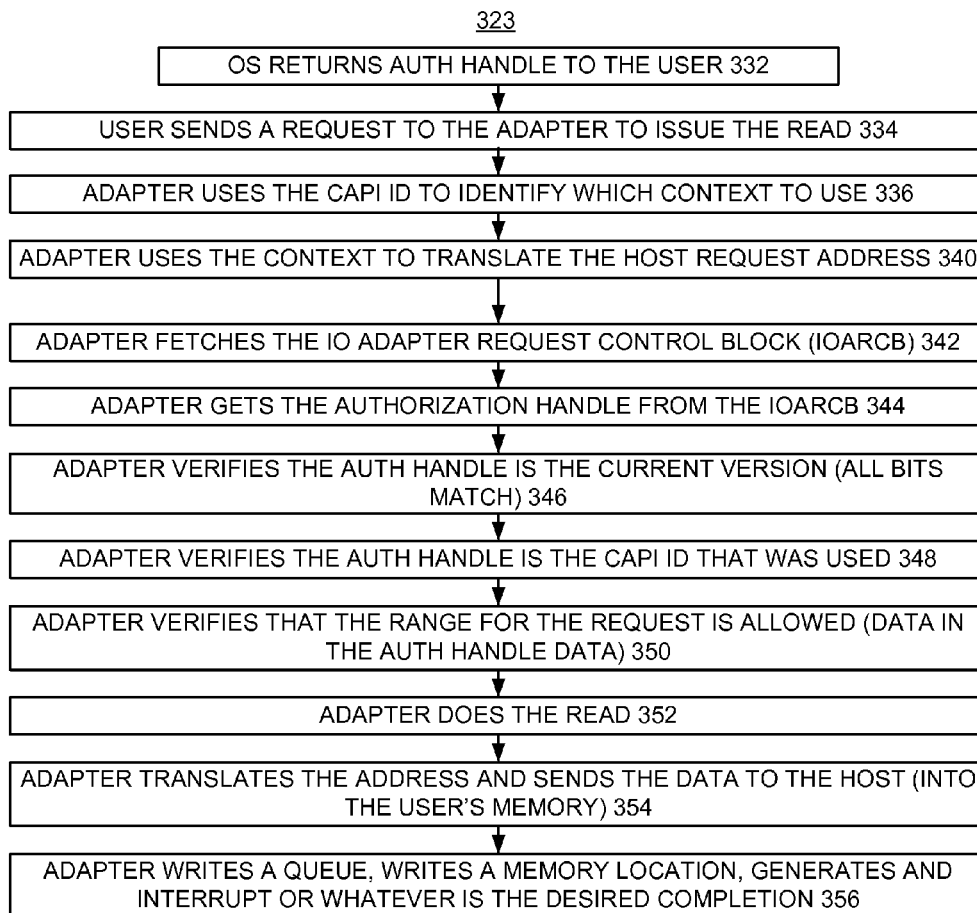 323
OS RETURNS AUTH HANDLE TO THE USER 332
USER SENDS A REQUEST TO THE ADAPTER TO ISSUE THE READ 334
ADAPTER USES THE CAPI ID TO IDENTIFY WHICH CONTEXT TO USE 336
ADAPTER USES THE CONTEXT TO TRANSLATE THE HOST REQUEST ADDRESS 340
ADAPTER FETCHES THE IO ADAPTER REQUEST CONTROL BLOCK (IOARCB) 342
ADAPTER GETS THE AUTHORIZATION HANDLE FROM THE IOARCB 344
ADAPTER VERIFIES THE AUTH HANDLE IS THE CURRENT VERSION (ALL BITS
MATCH) 346
ADAPTER VERIFIES THE AUTH HANDLE IS THE CAPI ID THAT WAS USED 348
ADAPTER VERIFIES THAT THE RANGE FOR THE REQUEST IS ALLOWED (DATA IN
THE AUTH HANDLE DATA) 350
ADAPTER DOES THE READ 352
ADAPTER TRANSLATES THE ADDRESS AND SENDS THE DATA TO THE HOST (INTO
THE USER'S MEMORY) 354
ADAPTER WRITES A QUEUE, WRITES A MEMORY LOCATION, GENERATES AND
INTERRUPT OR WHATEVER IS THE DESIRED COMPLETION 356